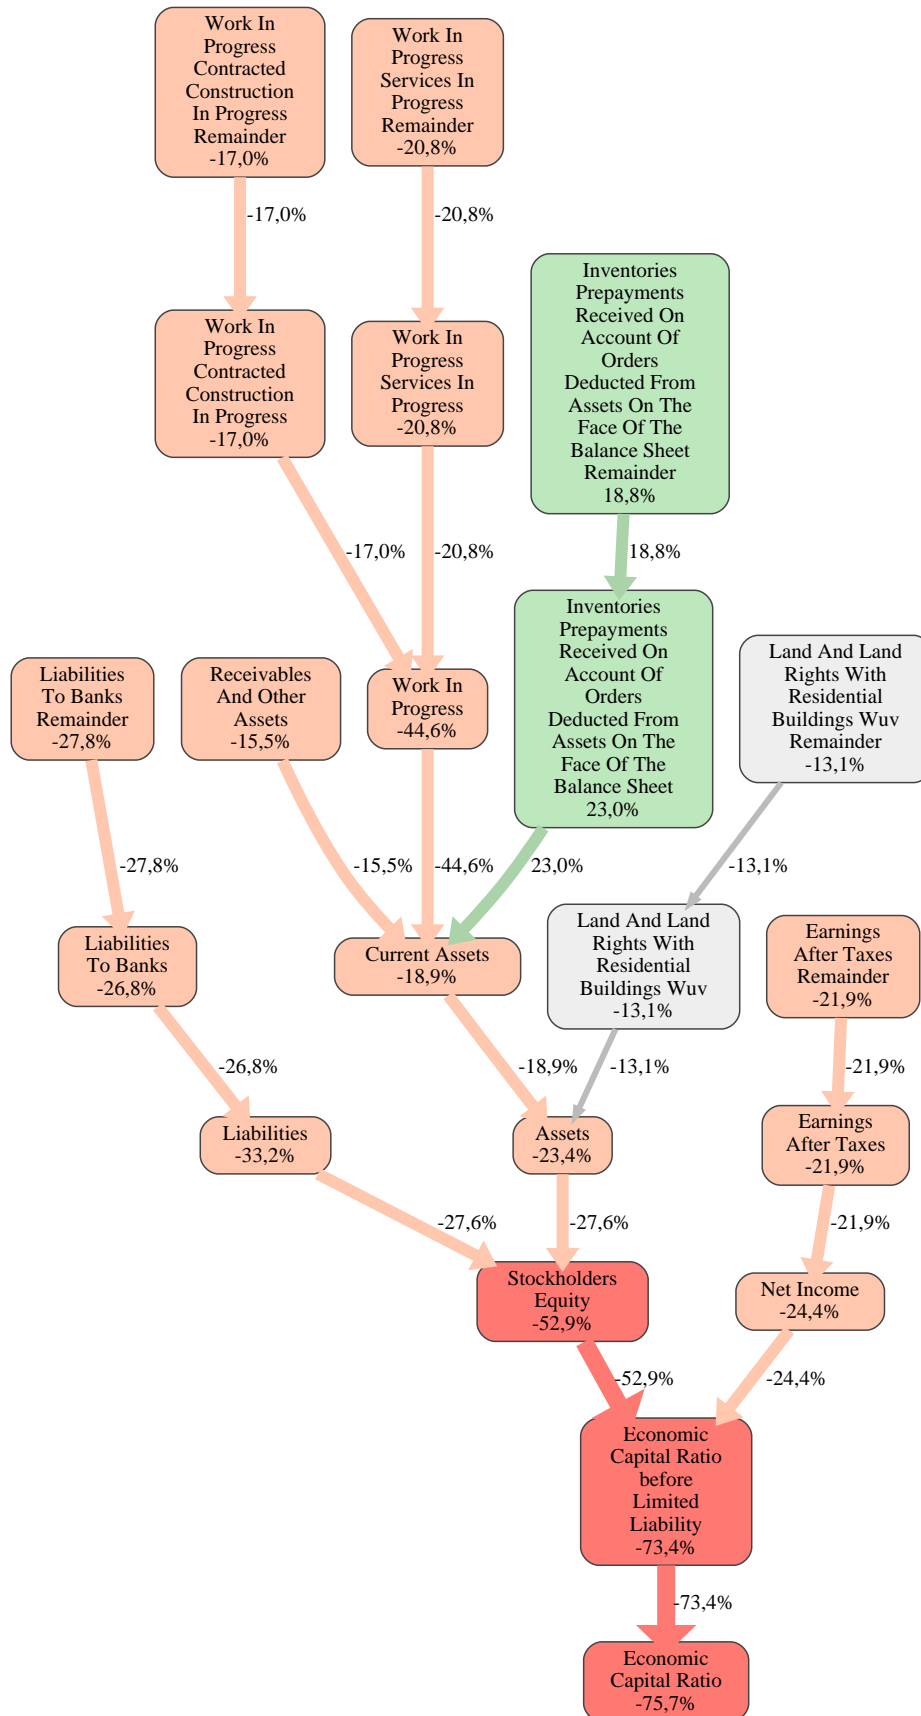 Work In
Progress
Contracted
Construction
In Progress
Remainder
-17,0%
Work In
Progress
Services In
Progress
Remainder
-20,8%
-17,0%
-20,8%
Inventories
Prepayments
Received On
Account Of
Orders
Deducted From
Assets On The
Face Of The
Balance Sheet
Remainder
18,8%
Work In
Progress
Contracted
Construction
In Progress
-17,0%
Work In
Progress
Services In
Progress
-20,8%
-17,0%
-20,8%
18,8%
Liabilities
To Banks
Remainder
-27,8%
Receivables
And Other
Assets
-15,5%
Work In
Progress
-44,6%
Inventories
Prepayments
Received On
Account Of
Orders
Deducted From
Assets On The
Face Of The
Balance Sheet
23,0%
Land And Land
Rights With
Residential
Buildings Wuv
Remainder
-13,1%
-27,8%
-15,5%
-44,6%
23,0%
-13,1%
Liabilities
To Banks
-26,8%
Current Assets
-18,9%
Land And Land
Rights With
Residential
Buildings Wuv
-13,1%
Earnings
After Taxes
Remainder
-21,9%
-26,8%
-18,9%
-13,1%
-21,9%
Liabilities
-33,2%
Assets
-23,4%
Earnings
After Taxes
-21,9%
-27,6%
-27,6%
-21,9%
Stockholders
Equity
-52,9%
Net Income
-24,4%
-52,9%
-24,4%
Economic
Capital Ratio
before
Limited
Liability
-73,4%
-73,4%
Economic
Capital Ratio
-75,7%